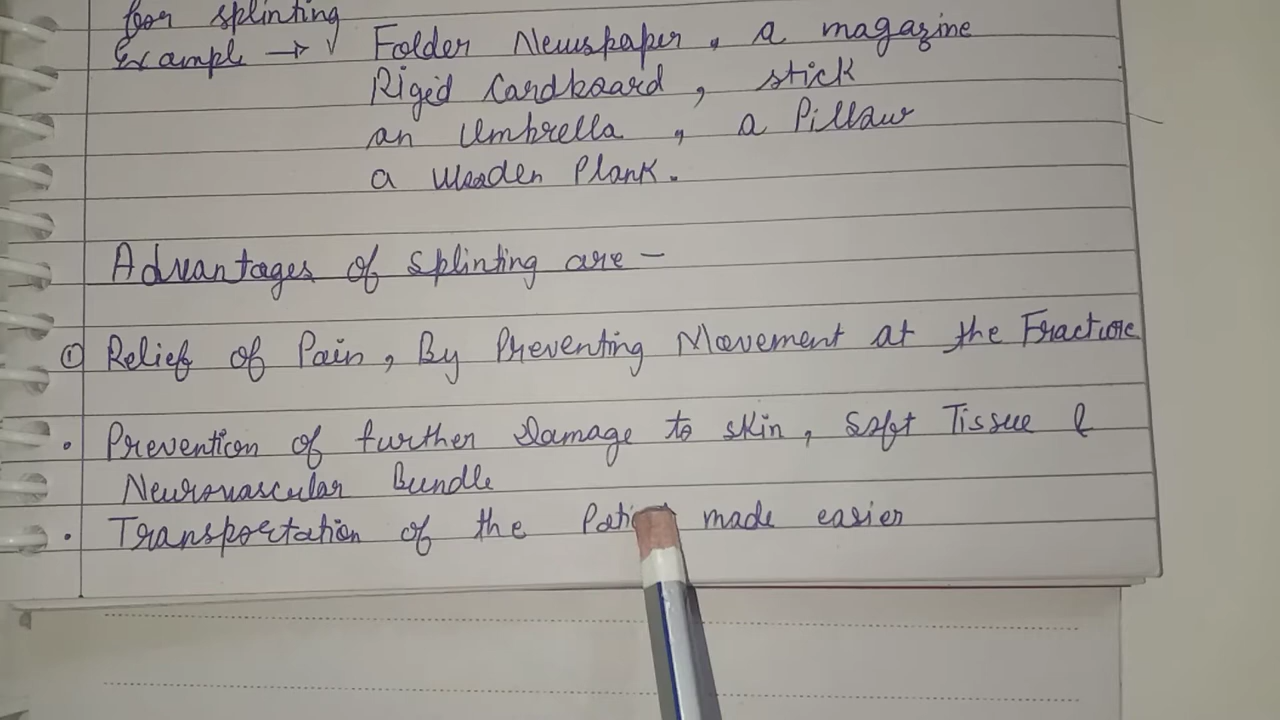 for splinting
Example → Folder Newspaper, a magazine
Rigid Cardboard, stick
an Umbrella, a Pillow
a Wooden Plank.
Advantages of splinting are –
① Relief of Pain, By Preventing Movement at the Fracture
• Prevention of further Damage to skin, Soft Tissue &
Neurovascular Bundle
• Transportation of the made easier